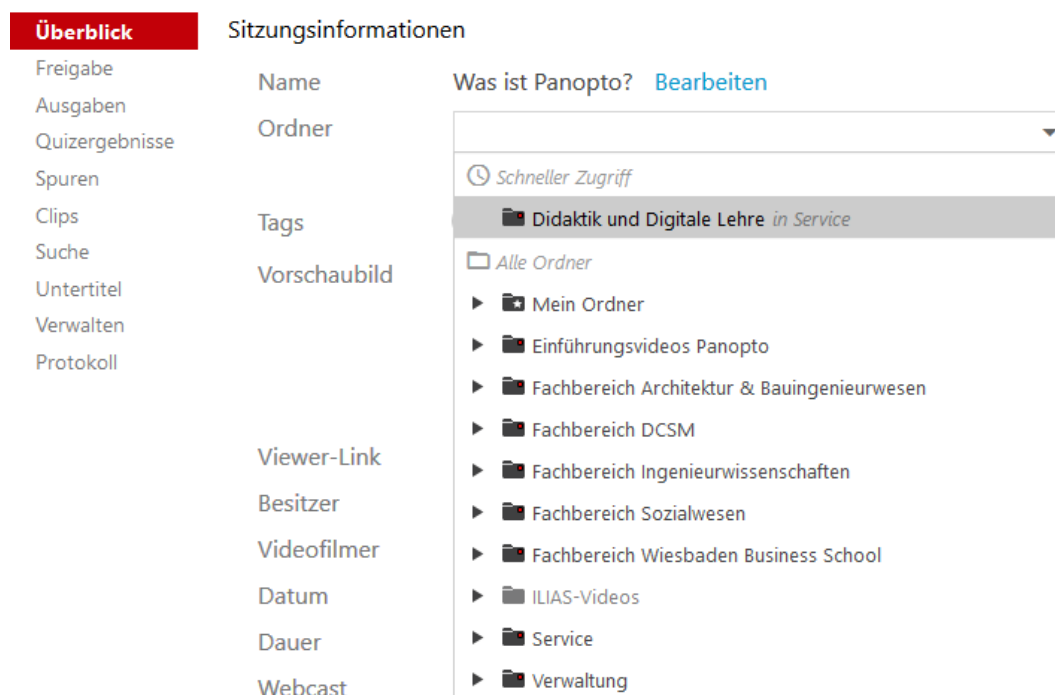 Überblick
Freigabe
Ausgaben
Quizergebnisse
Spuren
Clips
Suche
Untertitel
Verwalten
Protokoll
Sitzungsinformationen
Name Was ist Panopto? Bearbeiten
Ordner
Schneller Zugriff
Didaktik und Digitale Lehre in Service
Alle Ordner
Mein Ordner
Einführungsvideos Panopto
Fachbereich Architektur & Bauingenieurwesen
Fachbereich DCSM
Fachbereich Ingenieurwissenschaften
Fachbereich Sozialwesen
Fachbereich Wiesbaden Business School
ILIAS-Videos
Service
Verwaltung
Tags
Vorschaubild
Viewer-Link
Besitzer
Videofilmer
Datum
Dauer
Webcast